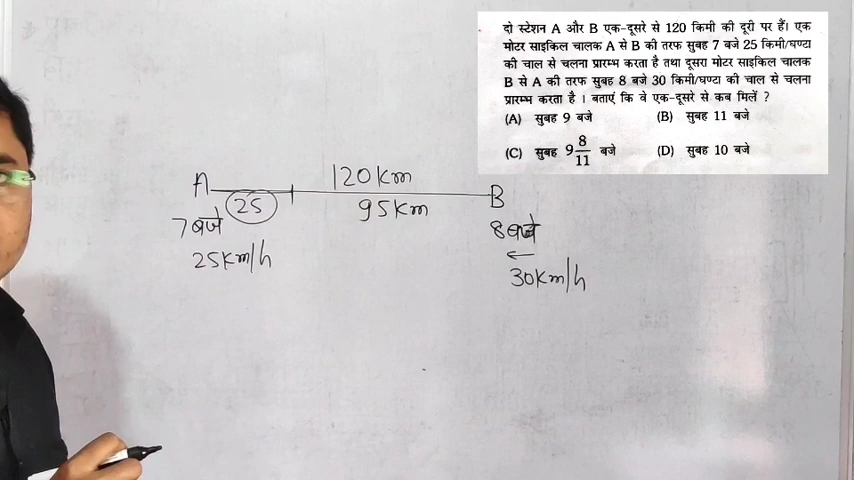 दो स्टेशन A और B एक-दूसरे से 120 किमी की दूरी पर हैं। एक
मोटर साइकिल चालक A से B की तरफ सुबह 7 बजे 25 किमी/घण्टा
की चाल से चलना प्रारम्भ करता है तथा दूसरा मोटर साइकिल चालक
B से A की तरफ सुबह 8 बजे 30 किमी/घण्टा की चाल से चलना
प्रारम्भ करता है । बताएं कि वे एक-दूसरे से कब मिलें ?
(A) सुबह 9 बजे (B) सुबह 11 बजे
(C) सुबह 9 8/11 बजे (D) सुबह 10 बजे
A 120km B
25 95km
7बजे 8बजे
25km/h 30km/h